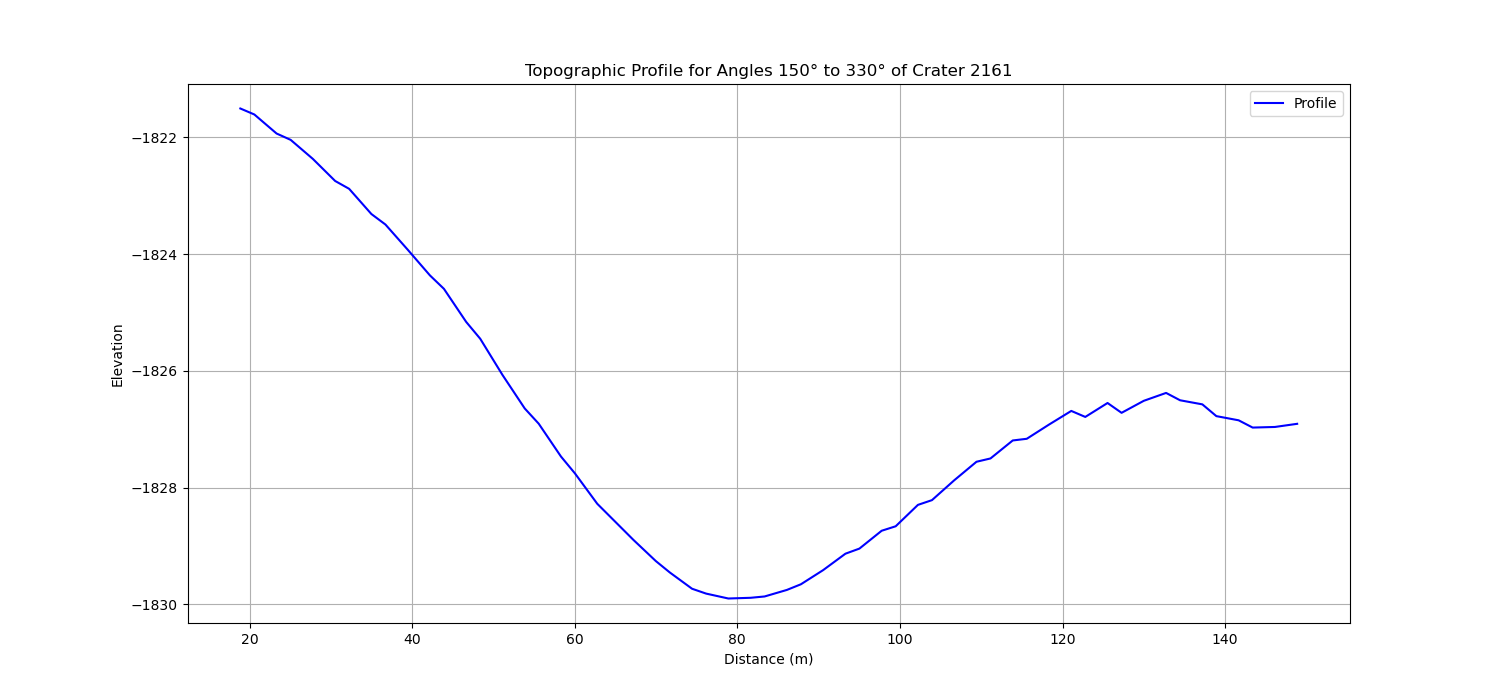 Topographic Profile for Angles 150° to 330° of Crater 2161
Profile
−1822
−1824
−1826
−1828
−1830
Elevation
20 40 60 80 100 120 140
Distance (m)